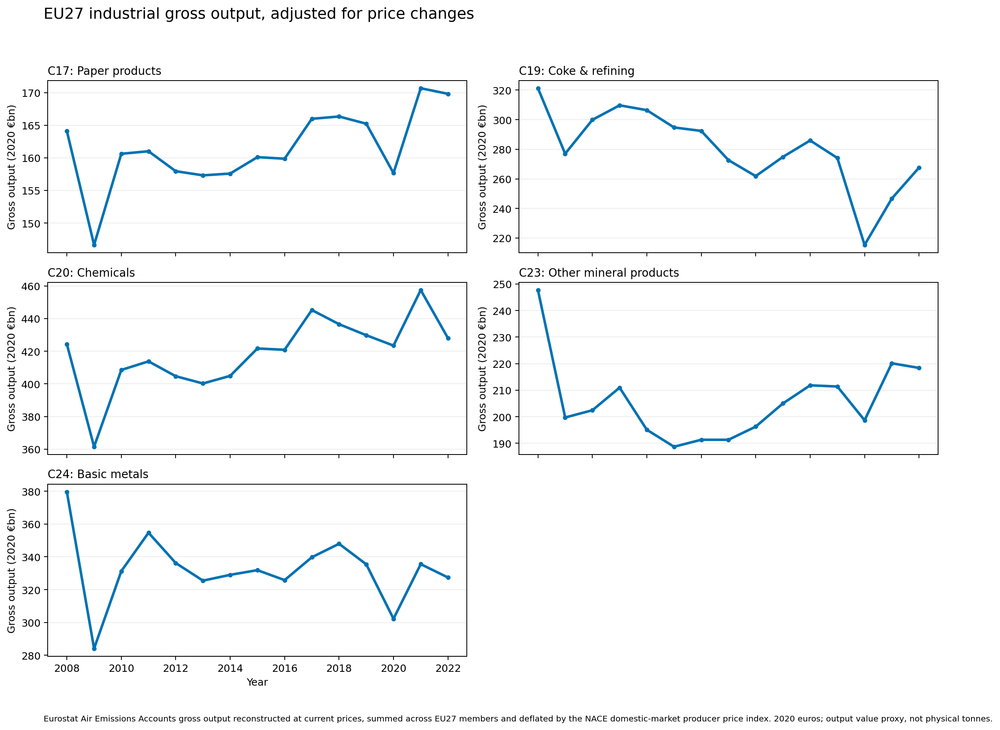 EU27 industrial gross output, adjusted for price changes
C17: Paper products
Gross output (2020 €bn)
170
165
160
155
150
C19: Coke & refining
Gross output (2020 €bn)
320
300
280
260
240
220
C20: Chemicals
Gross output (2020 €bn)
460
440
420
400
380
360
C23: Other mineral products
Gross output (2020 €bn)
250
240
230
220
210
200
190
C24: Basic metals
Gross output (2020 €bn)
380
360
340
320
300
280
2008 2010 2012 2014 2016 2018 2020 2022
Year
Eurostat Air Emissions Accounts gross output reconstructed at current prices, summed across EU27 members and deflated by the NACE domestic-market producer price index. 2020 euros; output value proxy, not physical tonnes.